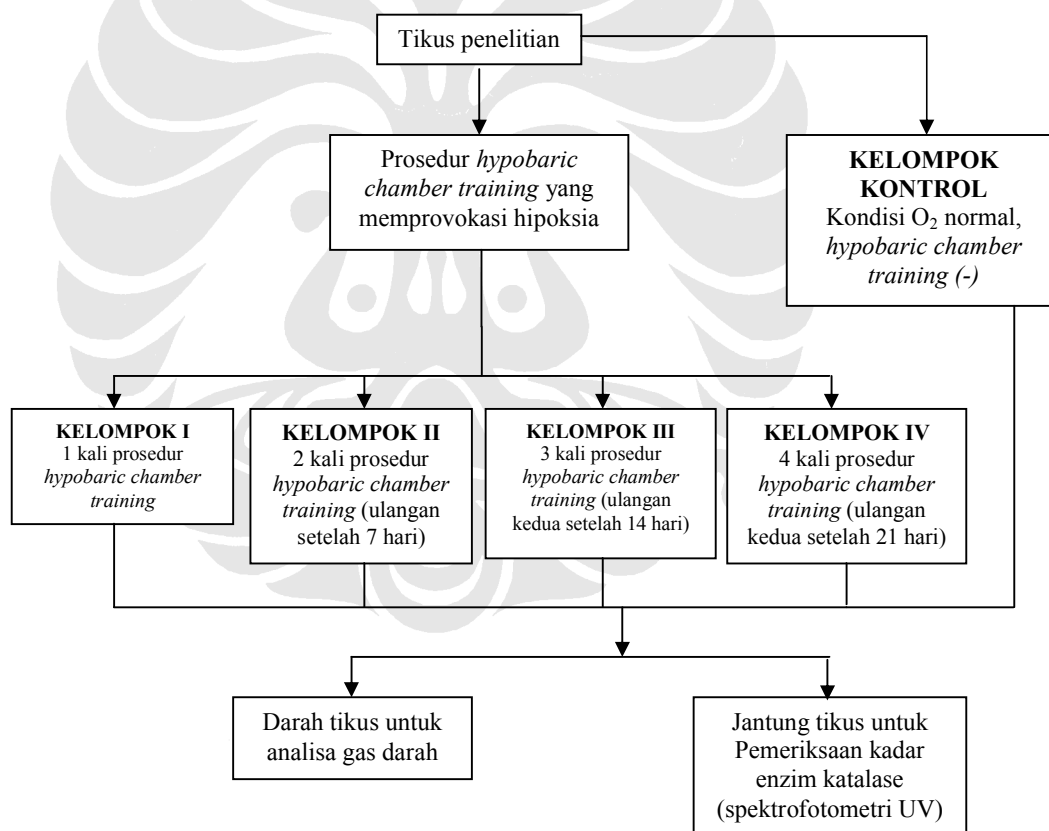 Tikus penelitian
Prosedur hypobaric
chamber training yang
memprovokasi hipoksia
KELOMPOK
KONTROL
Kondisi O₂ normal,
hypobaric chamber
training (-)
KELOMPOK I
1 kali prosedur
hypobaric chamber
training
KELOMPOK II
2 kali prosedur
hypobaric chamber
training (ulangan
setelah 7 hari)
KELOMPOK III
3 kali prosedur
hypobaric chamber
training (ulangan
kedua setelah 14 hari)
KELOMPOK IV
4 kali prosedur
hypobaric chamber
training (ulangan
kedua setelah 21 hari)
Darah tikus untuk
analisa gas darah
Jantung tikus untuk
Pemeriksaan kadar
enzim katalase
(spektrofotometri UV)